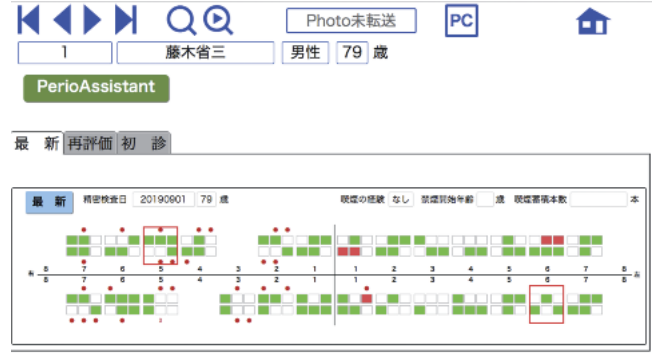 Photo未転送 PC
1 藤木省三 男性 79 歳
PerioAssistant
最 新 再評価 初 診
最 新 精密検査日 20190901 79 歳 喫煙の経験 なし 禁煙開始年齢 歳 喫煙蓄積本数 本
右 8 7 6 5 4 3 2 1 1 2 3 4 5 6 7 8 左
8 7 6 5 4 3 2 1 1 2 3 4 5 6 7 8